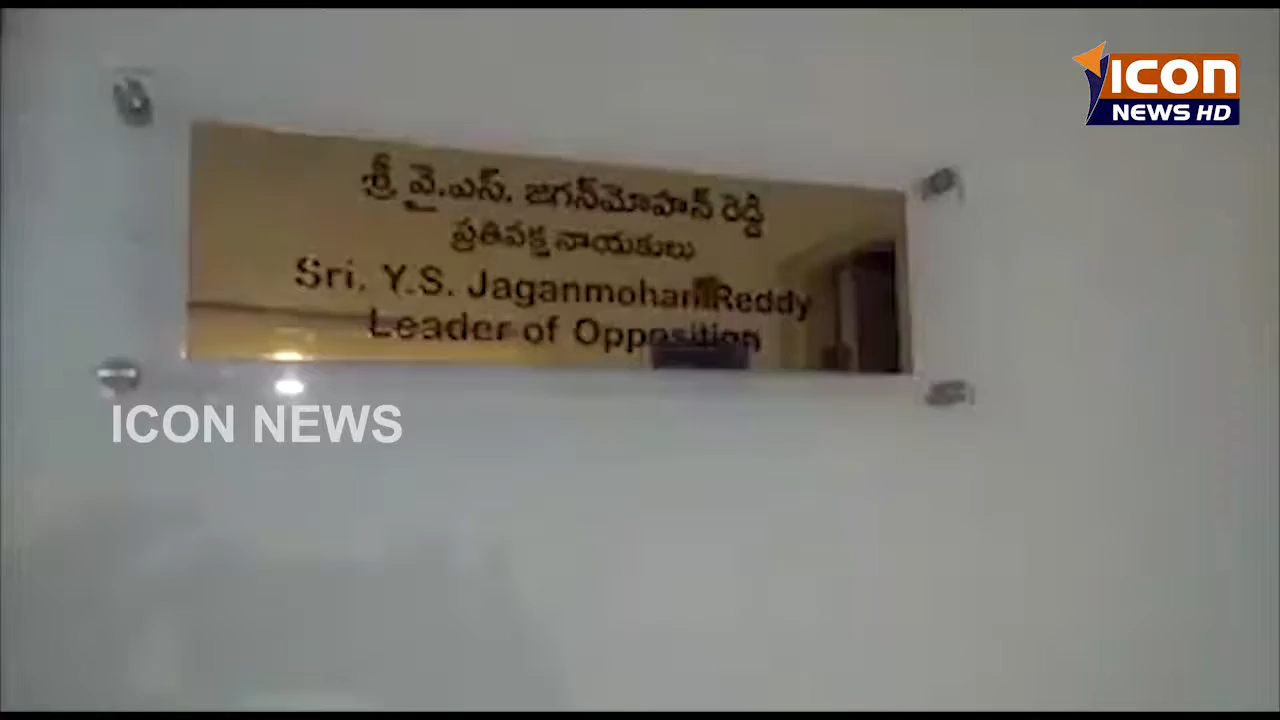 ICON
NEWS HD
శ్రీ వై.ఎస్. జగన్‌మోహన్ రెడ్డి
ప్రతిపక్ష నాయకులు
Sri. Y.S. Jaganmohan Reddy
Leader of Opposition
ICON NEWS